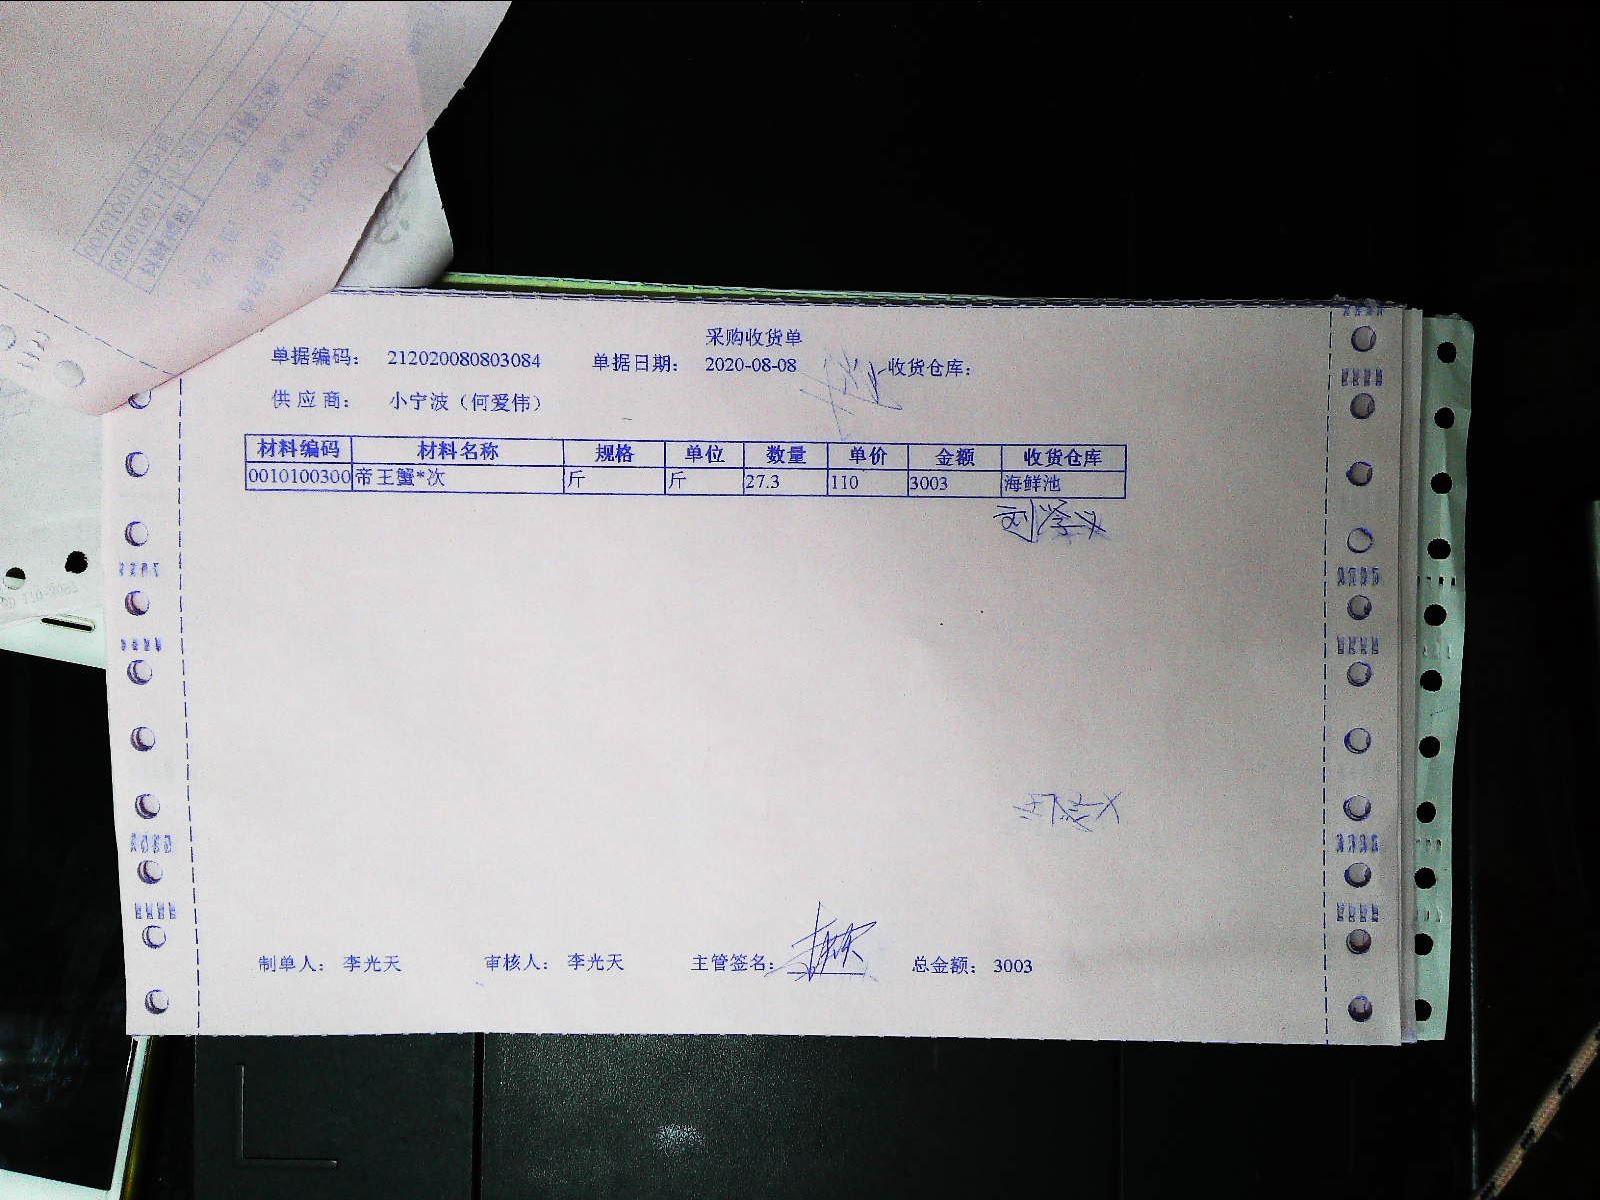 采购收货单
单据编码: 212020080803084 单据日期: 2020-08-08 收货仓库:
供应商: 小宁波（何爱伟）
材料编码 材料名称 规格 单位 数量 单价 金额 收货仓库
0010100300 帝王蟹*次 斤 斤 27.3 110 3003 海鲜池
制单人: 李光天 审核人: 李光天 主管签名: 总金额: 3003